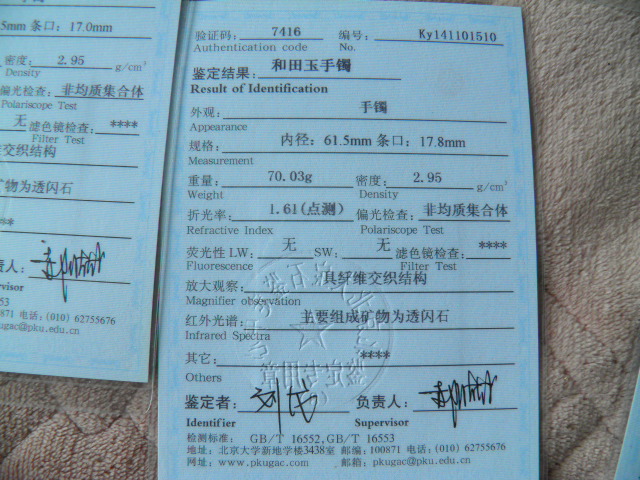 5mm 条口: 17.0mm
密度: 2.95 g/cm³
Density
偏光检查: 非均质集合体
Polariscope Test
无 滤色镜检查: ****
Filter Test
交织结构
矿物为透闪石
**
责人:
rvisor
6553
0871 电话:(010) 62755676
kugac@pku.edu.cn
验证码: 7416 编号: Ky141101510
Authentication code No.
鉴定结果: 和田玉手镯
Result of Identification
外观: 手镯
Appearance
规格: 内径: 61.5mm 条口: 17.8mm
Measurement
重量: 70.03g 密度: 2.95 g/cm³
Weight Density
折光率: 1.61(点测) 偏光检查: 非均质集合体
Refractive Index Polariscope Test
荧光性 LW: 无 SW: 无 滤色镜检查: ****
Fluorescence Filter Test
放大观察: 具纤维交织结构
Magnifier observation
红外光谱: 主要组成矿物为透闪石
Infrared Spectra
其它: ****
Others
鉴定者: 负责人:
Identifier Supervisor
检测标准: GB/T 16552,GB/T 16553
地址: 北京大学新地学楼3438室 邮编:100871 电话:(010) 62755676
网址: www.pkugac.com 邮箱: pkugac@pku.edu.cn